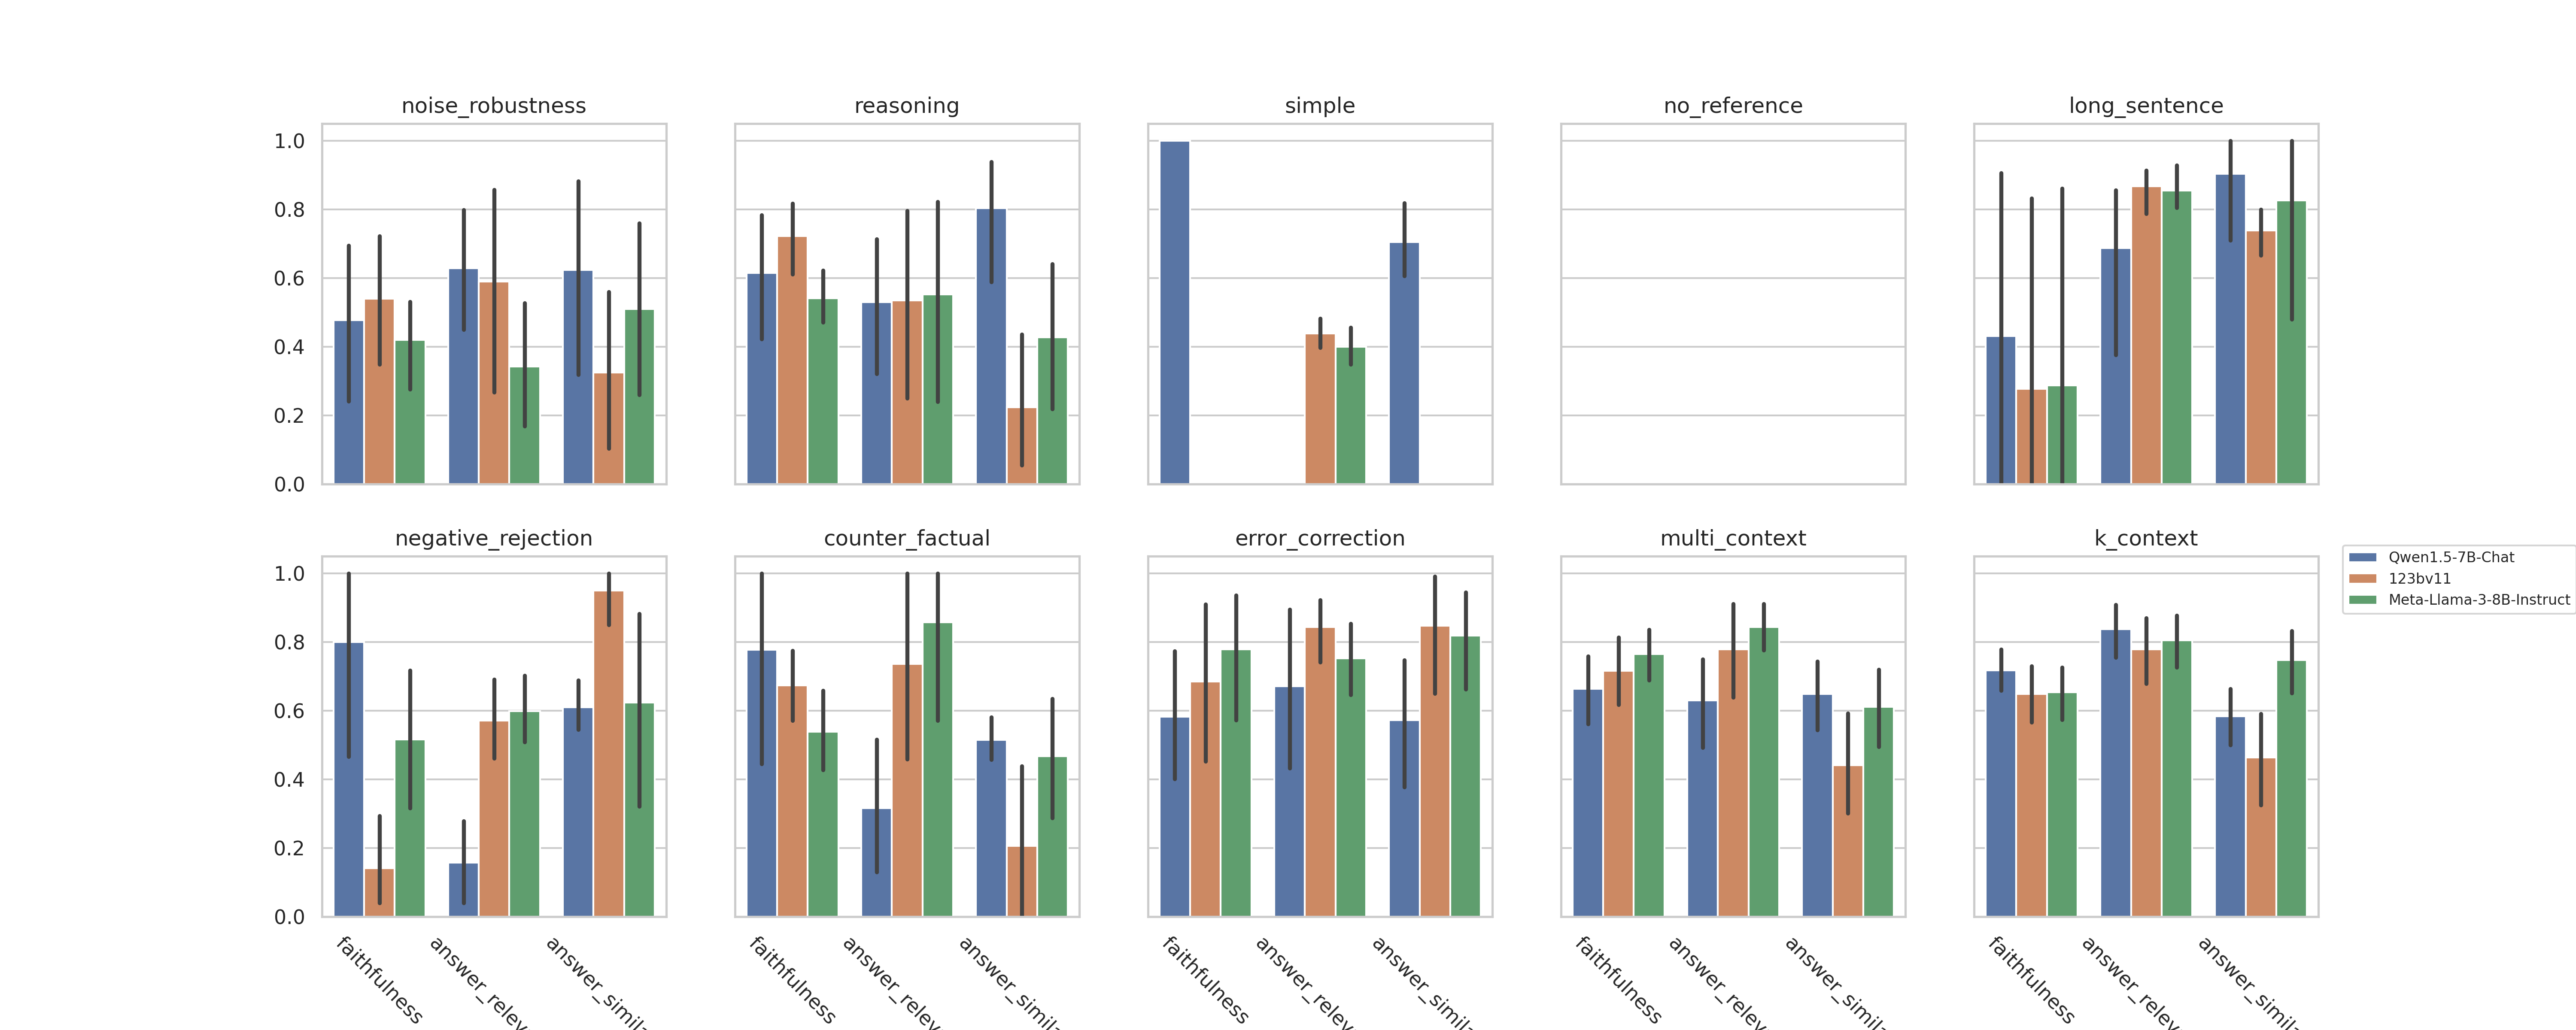 noise_robustness
reasoning
simple
no_reference
long_sentence
1.0
0.8
0.6
0.4
0.2
0.0
negative_rejection
counter_factual
error_correction
multi_context
k_context
1.0
0.8
0.6
0.4
0.2
0.0
Qwen1.5-7B-Chat
123bv11
Meta-Llama-3-8B-Instruct
faithfulness
answer_relev
answer_simil
faithfulness
answer_relev
answer_simil
faithfulness
answer_relev
answer_simil
faithfulness
answer_relev
answer_simil
faithfulness
answer_relev
answer_simil